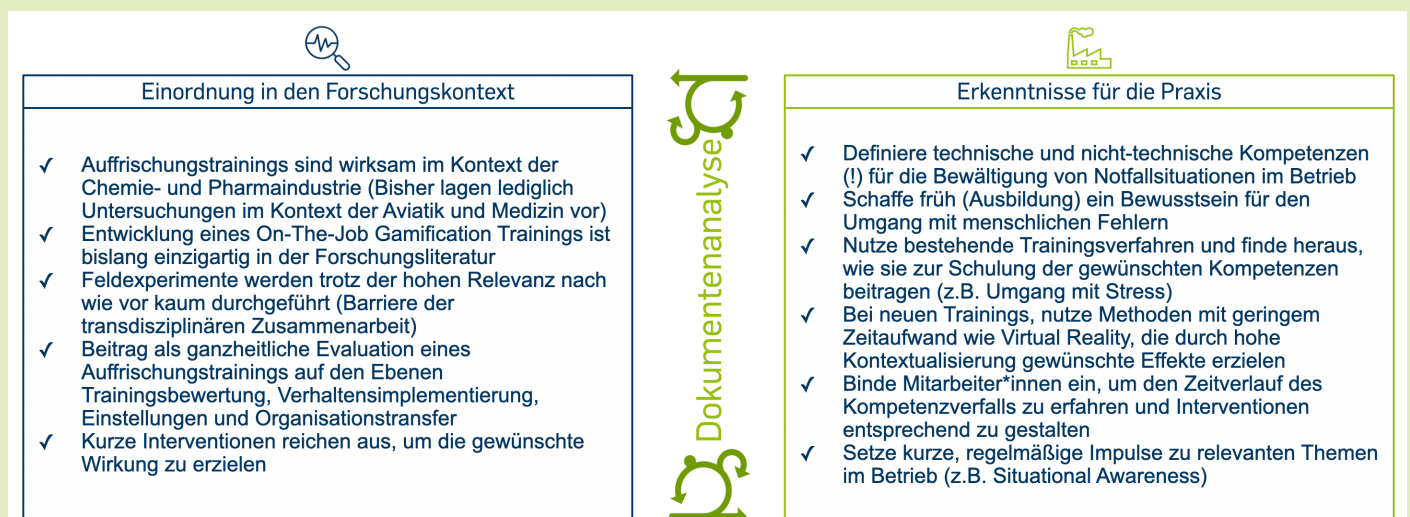 Einordnung in den Forschungskontext
✓ Auffrischungstrainings sind wirksam im Kontext der
Chemie- und Pharmaindustrie (Bisher lagen lediglich
Untersuchungen im Kontext der Aviatik und Medizin vor)
✓ Entwicklung eines On-The-Job Gamification Trainings ist
bislang einzigartig in der Forschungsliteratur
✓ Feldexperimente werden trotz der hohen Relevanz nach
wie vor kaum durchgeführt (Barriere der
transdisziplinären Zusammenarbeit)
✓ Beitrag als ganzheitliche Evaluation eines
Auffrischungstrainings auf den Ebenen
Trainingsbewertung, Verhaltensimplementierung,
Einstellungen und Organisationstransfer
✓ Kurze Interventionen reichen aus, um die gewünschte
Wirkung zu erzielen
Dokumentenanalyse
Erkenntnisse für die Praxis
✓ Definiere technische und nicht-technische Kompetenzen
(!) für die Bewältigung von Notfallsituationen im Betrieb
✓ Schaffe früh (Ausbildung) ein Bewusstsein für den
Umgang mit menschlichen Fehlern
✓ Nutze bestehende Trainingsverfahren und finde heraus,
wie sie zur Schulung der gewünschten Kompetenzen
beitragen (z.B. Umgang mit Stress)
✓ Bei neuen Trainings, nutze Methoden mit geringem
Zeitaufwand wie Virtual Reality, die durch hohe
Kontextualisierung gewünschte Effekte erzielen
✓ Binde Mitarbeiter*innen ein, um den Zeitverlauf des
Kompetenzverfalls zu erfahren und Interventionen
entsprechend zu gestalten
✓ Setze kurze, regelmäßige Impulse zu relevanten Themen
im Betrieb (z.B. Situational Awareness)